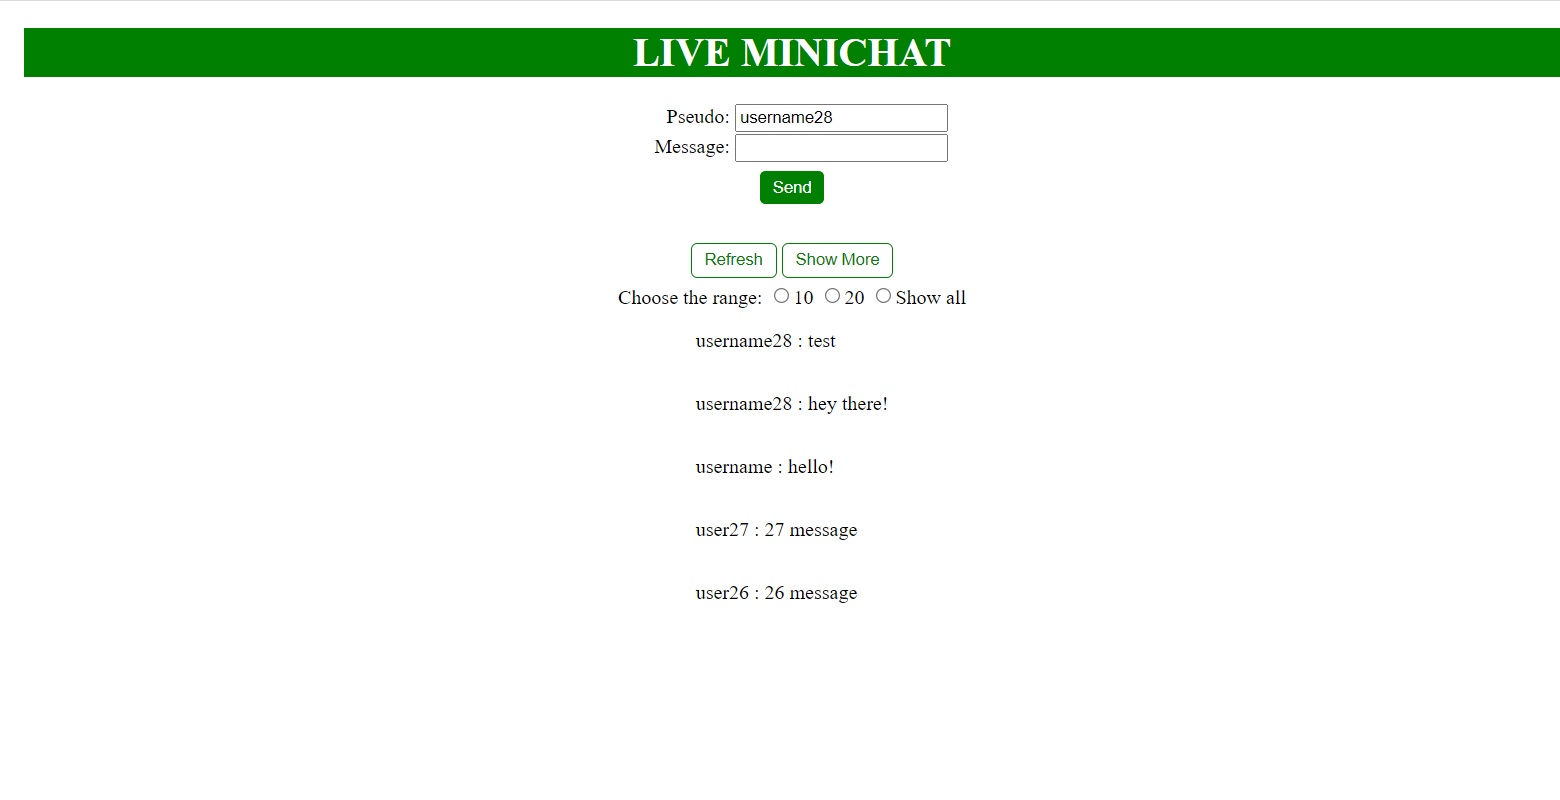 LIVE MINICHAT
Pseudo: username28
Message:
Send
Refresh Show More
Choose the range: 10 20 Show all
username28 : test
username28 : hey there!
username : hello!
user27 : 27 message
user26 : 26 message